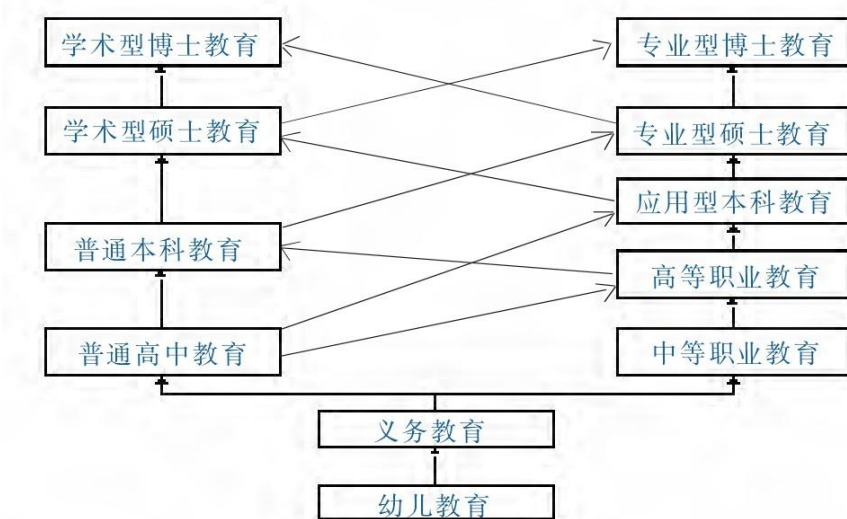 学术型博士教育
专业型博士教育
学术型硕士教育
专业型硕士教育
应用型本科教育
普通本科教育
高等职业教育
普通高中教育
中等职业教育
义务教育
幼儿教育